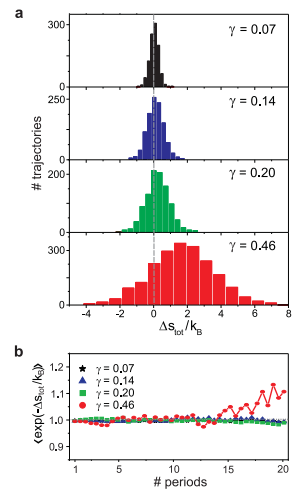 a
300
0
γ = 0.07
250
0
γ = 0.14
200
0
γ = 0.20
300
0
γ = 0.46
# trajectories
-4 -2 0 2 4 6 8
Δs_tot/k_B
b
1,2
1,1
1,0
0,9
⟨exp(-Δs_tot/k_B)⟩
γ = 0.07
γ = 0.14
γ = 0.20
γ = 0.46
1 5 10 15 20
# periods